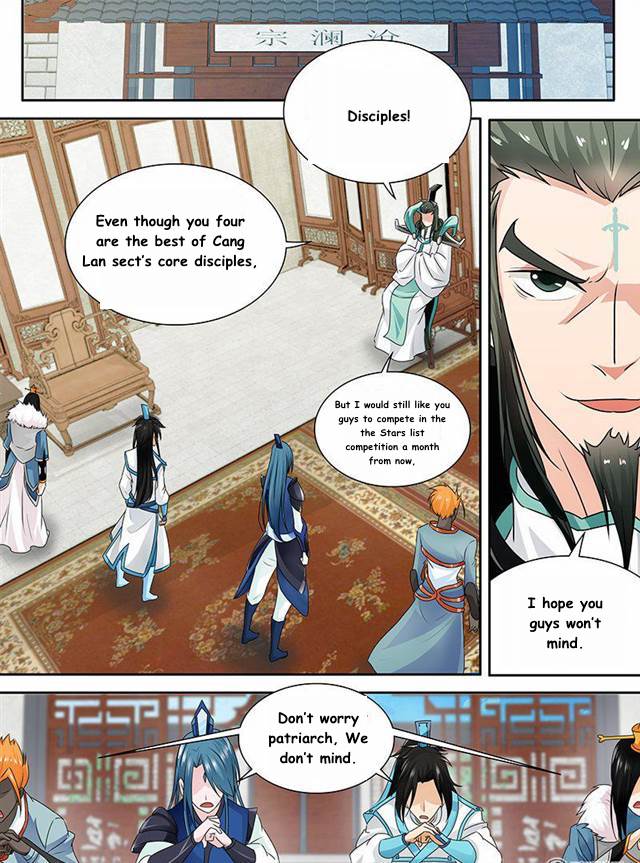 宗澜沧
Disciples!
Even though you four
are the best of Cang
Lan sect's core disciples,
But I would still like you
guys to compete in the
the Stars list
competition a month
from now,
I hope you
guys won't
mind.
Don't worry
patriarch, We
don't mind.